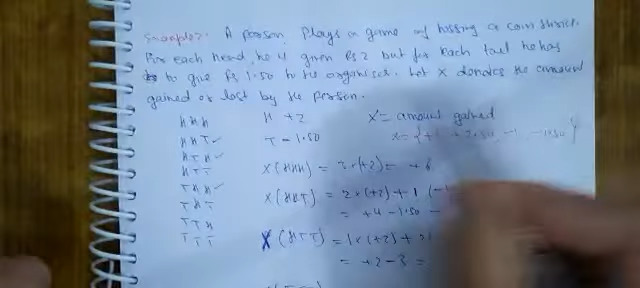 Example 2. A person plays a game of tossing a coin thrice.
For each head, he is given Rs 2 but for each tail he has
to give Rs 1.50 to the organiser. Let X denotes the amount
gained or lost by the person.
HHH H +2 X = amount gained
HHT ✓ T - 1.50
HTH ✓
HTT X(HHH) = 3×(+2) = +6
THH ✓
THT X(HHT) = 2×(+2) + 1
TTH = +4 - 1.50
TTT X(HTT) = 1×(+2) +
= +2 - 3 =